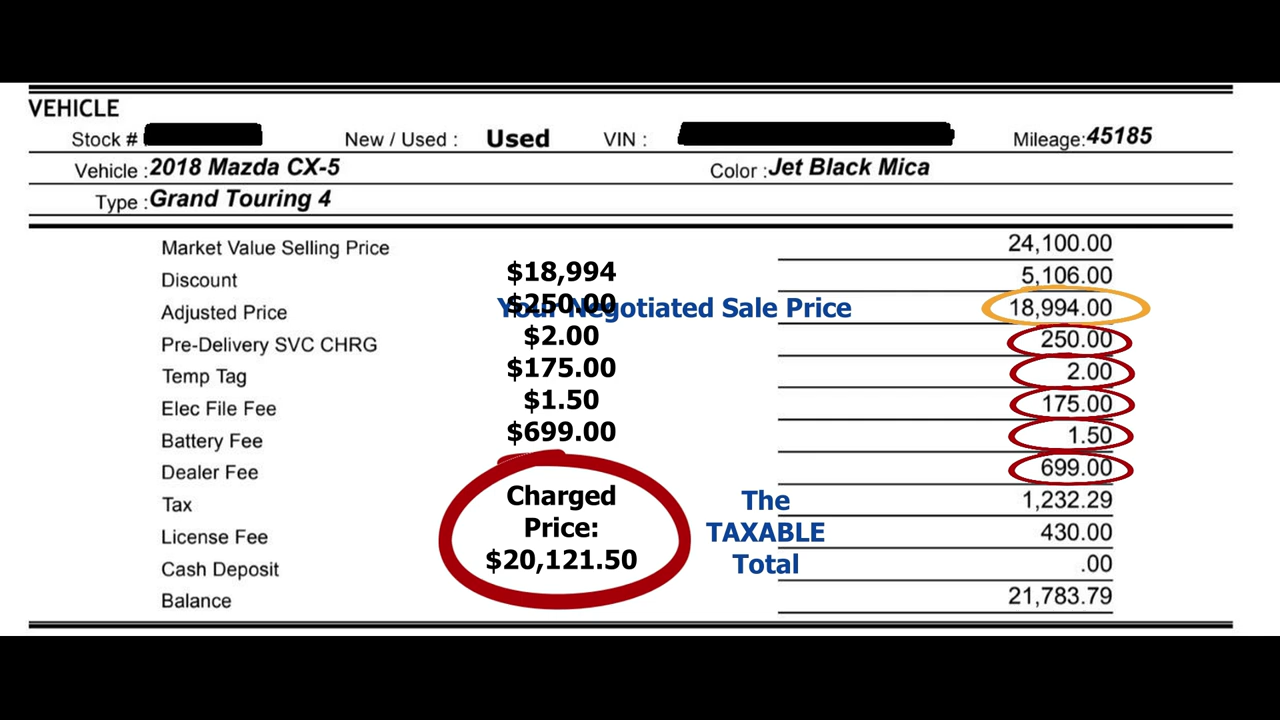 VEHICLE
Stock # New / Used : Used VIN : Mileage: 45185
Vehicle : 2018 Mazda CX-5 Color : Jet Black Mica
Type : Grand Touring 4
Market Value Selling Price 24,100.00
Discount $18,994 5,106.00
Adjusted Price $250.00 Your Negotiated Sale Price 18,994.00
Pre-Delivery SVC CHRG $2.00 250.00
Temp Tag $175.00 2.00
Elec File Fee $1.50 175.00
Battery Fee $699.00 1.50
Dealer Fee 699.00
Tax Charged The 1,232.29
License Fee Price: TAXABLE 430.00
Cash Deposit $20,121.50 Total .00
Balance 21,783.79